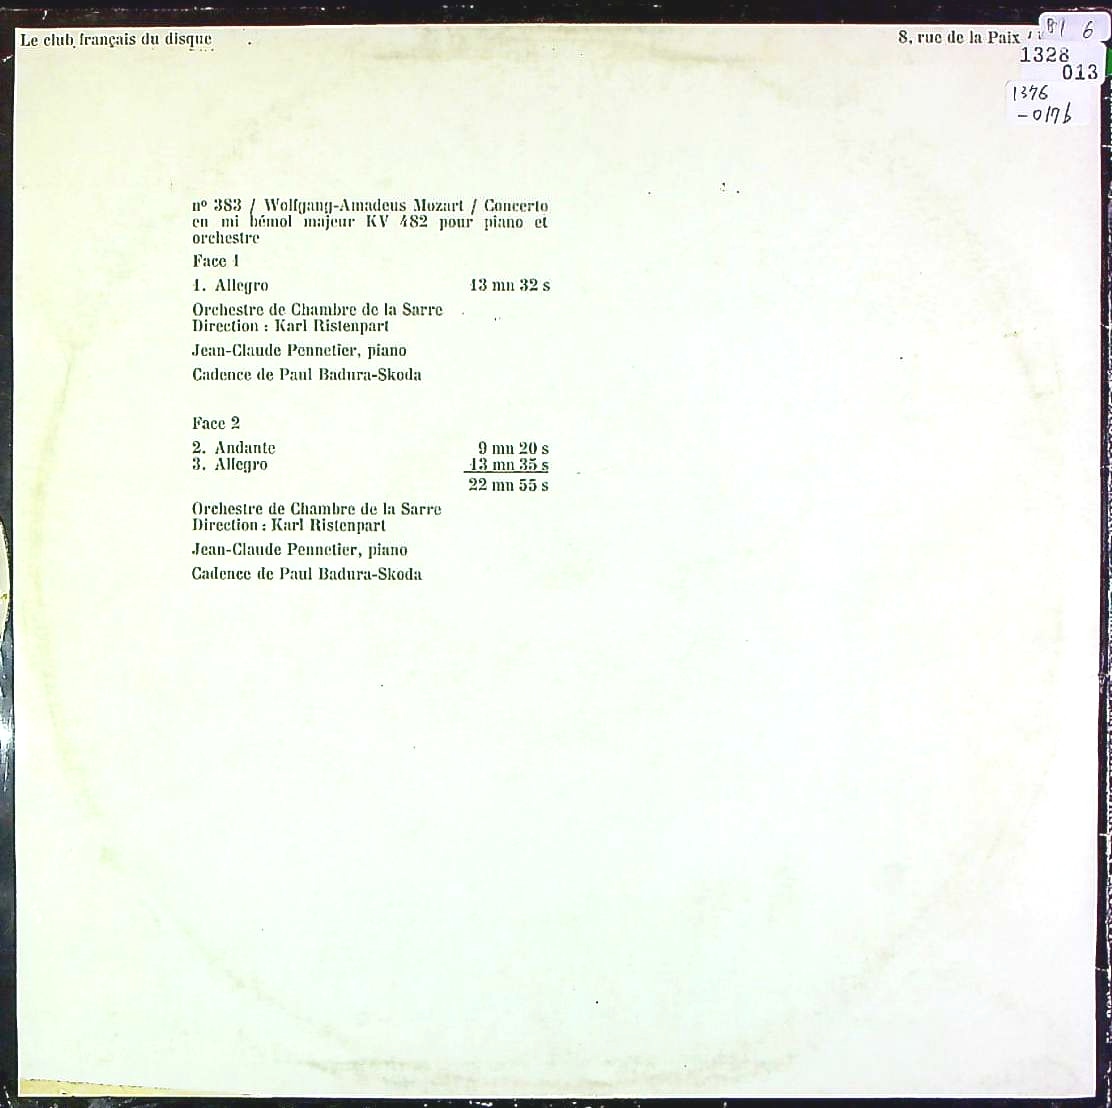 Le club français du disque
8, rue de la Paix
6
1328
013
1376
-0176
nº 383 / Wolfgang-Amadeus Mozart / Concerto
en mi bémol majeur KV 482 pour piano et
orchestre
Face 1
1. Allegro 13 mn 32 s
Orchestre de Chambre de la Sarre
Direction : Karl Ristenpart
Jean-Claude Pennetier, piano
Cadence de Paul Badura-Skoda
Face 2
2. Andante 9 mn 20 s
3. Allegro 13 mn 35 s
22 mn 55 s
Orchestre de Chambre de la Sarre
Direction : Karl Ristenpart
Jean-Claude Pennetier, piano
Cadence de Paul Badura-Skoda